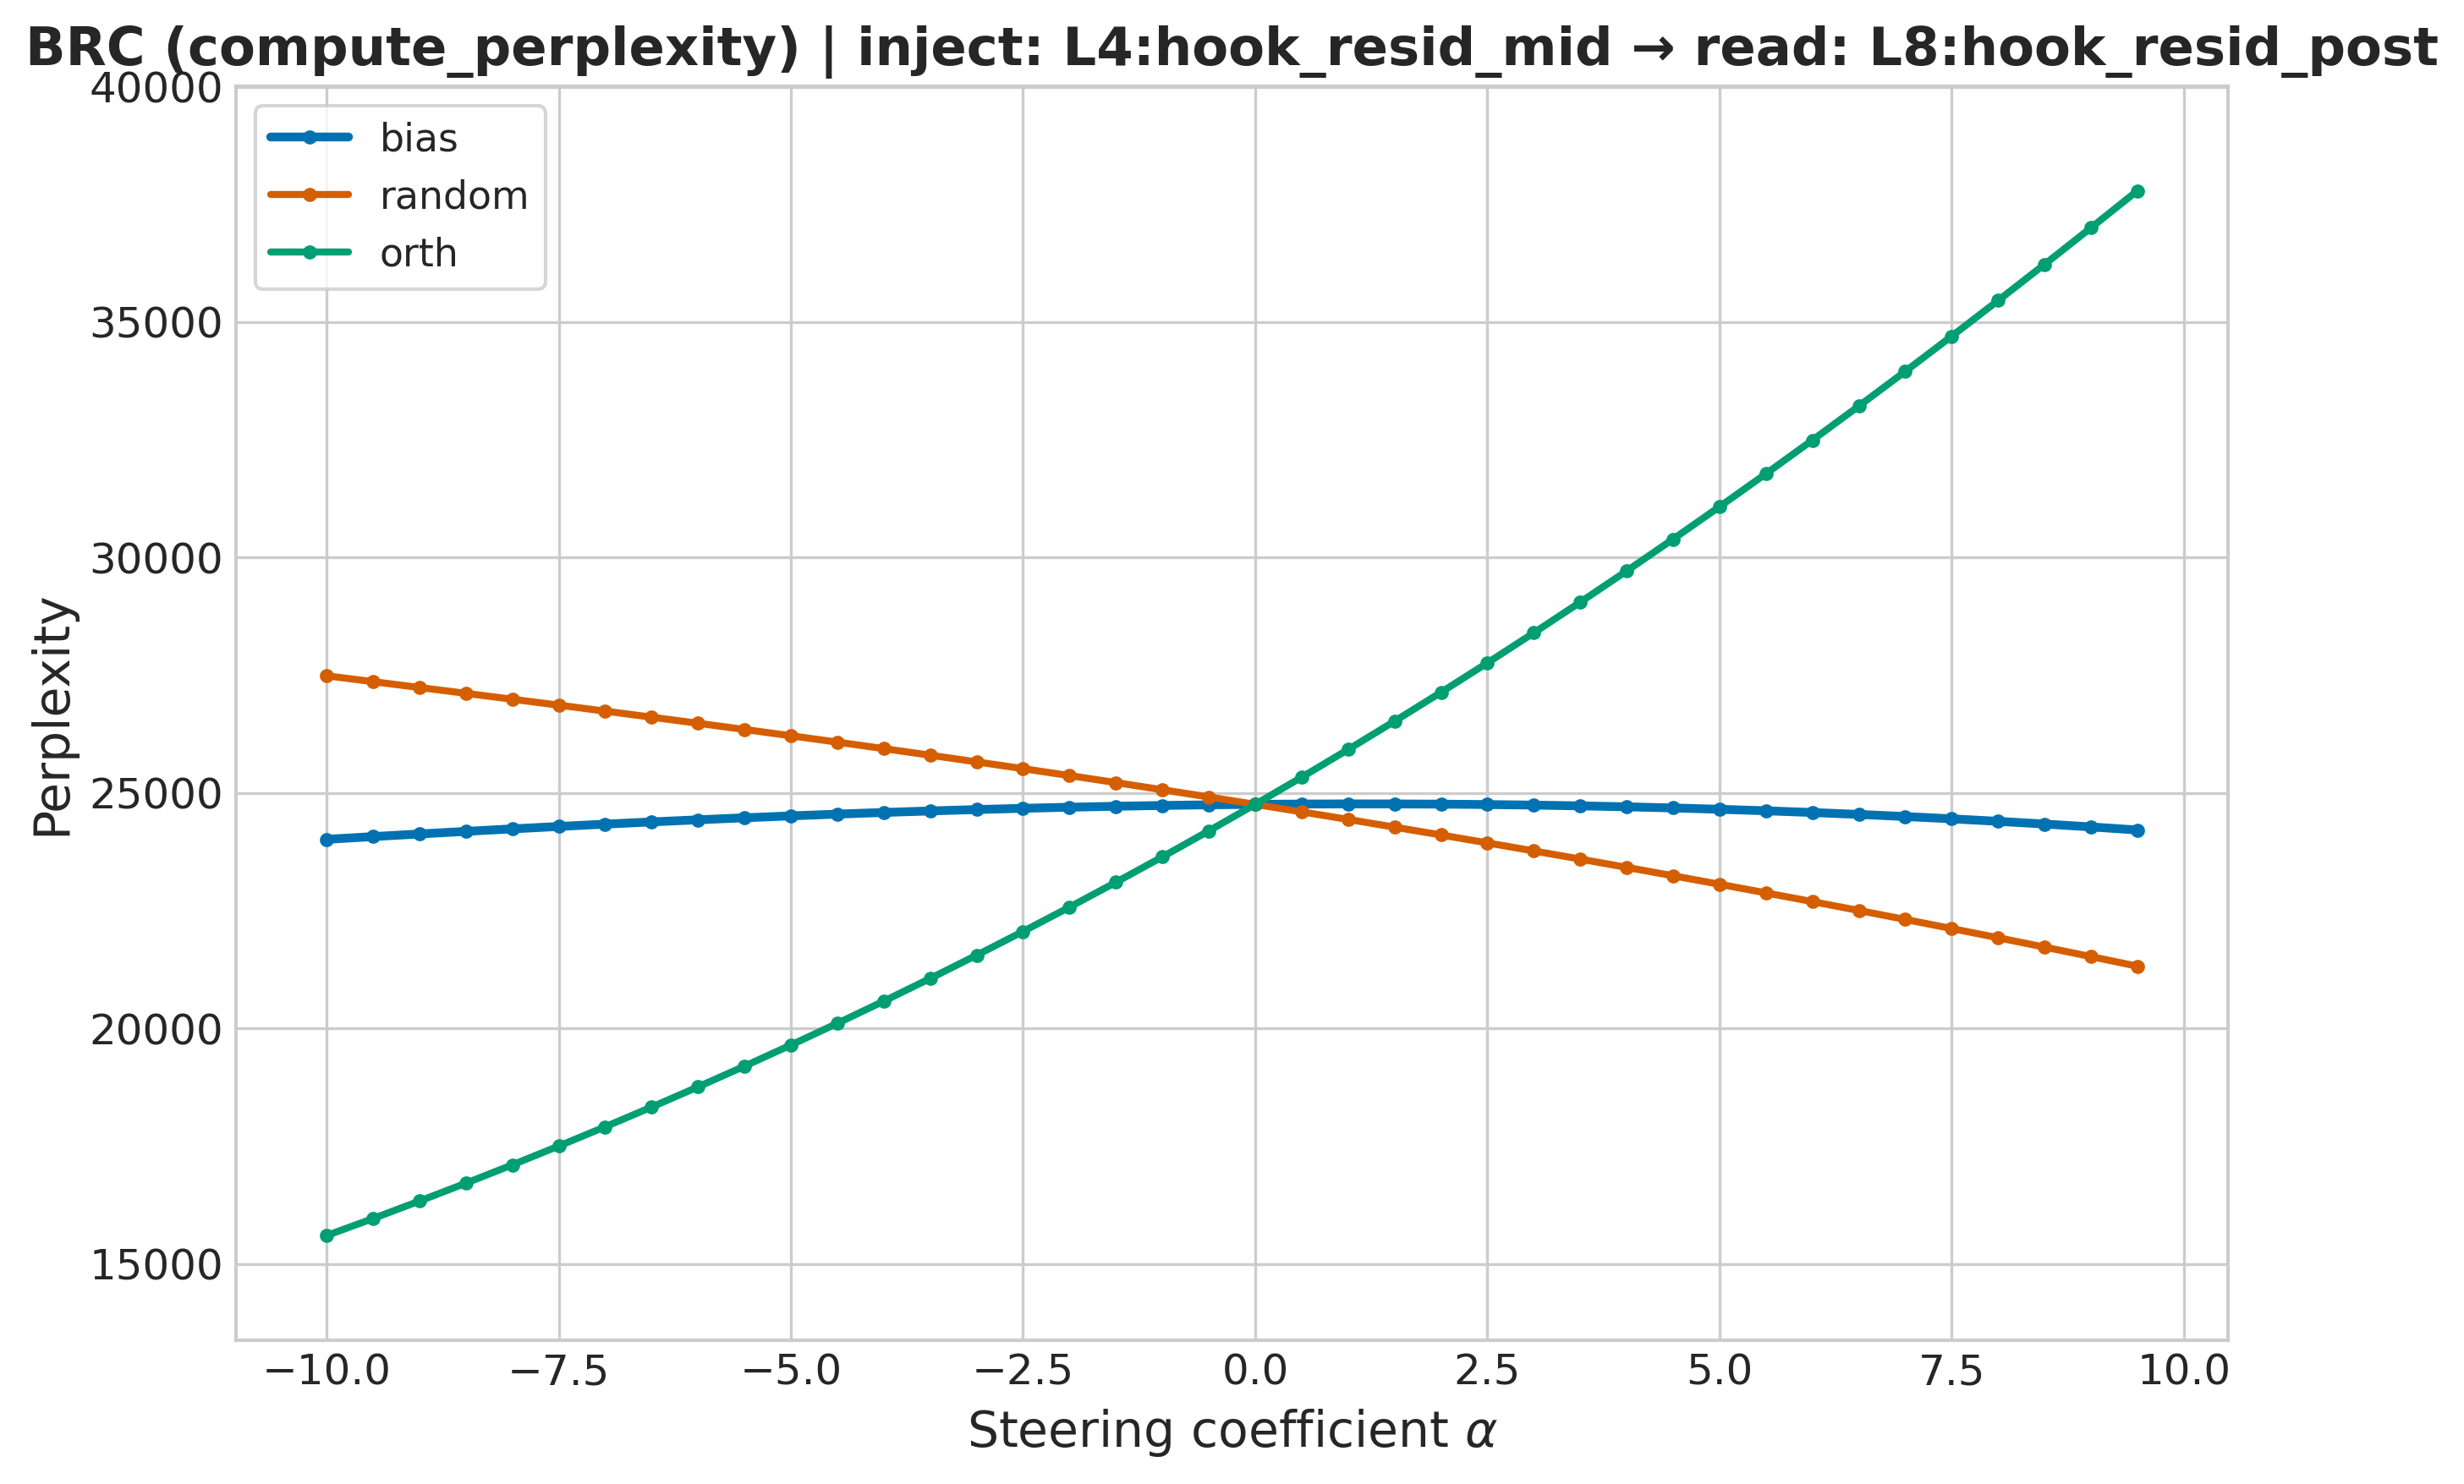 BRC (compute_perplexity) | inject: L4:hook_resid_mid → read: L8:hook_resid_post
40000
35000
30000
25000
20000
15000
Perplexity
bias
random
orth
−10.0 −7.5 −5.0 −2.5 0.0 2.5 5.0 7.5 10.0
Steering coefficient α